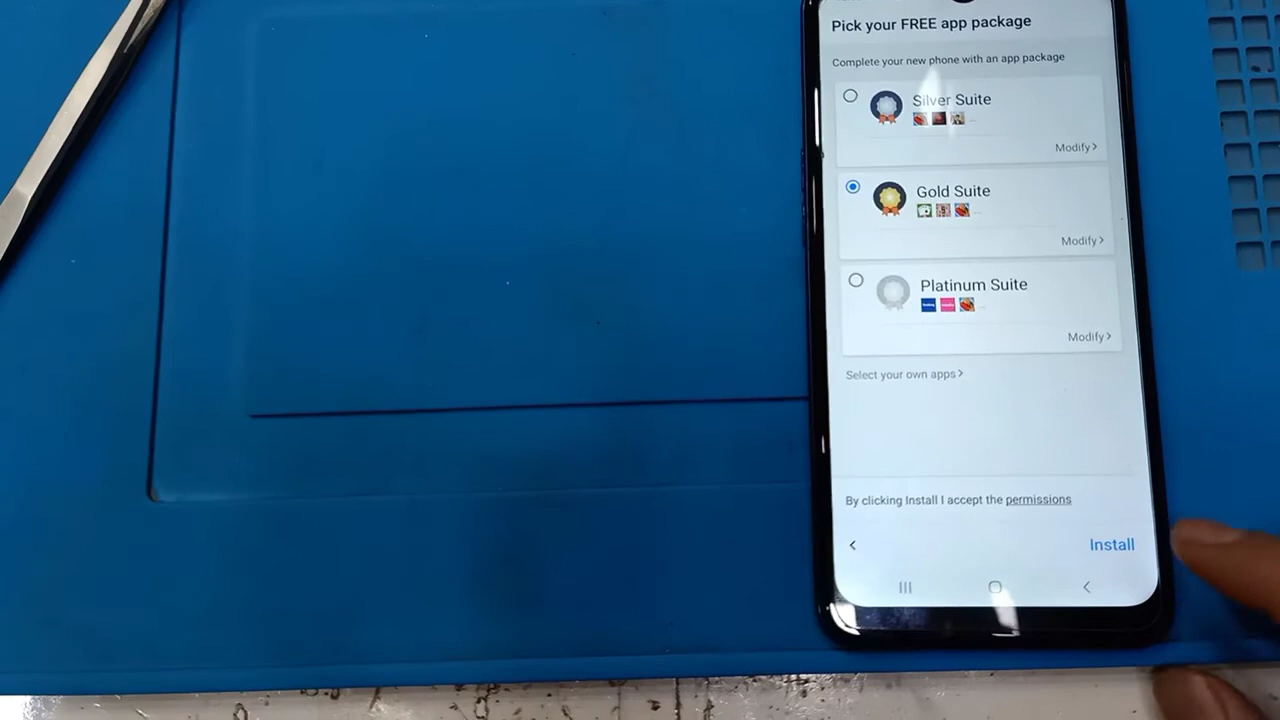 Pick your FREE app package
Complete your new phone with an app package
Silver Suite
Modify >
Gold Suite
Modify >
Platinum Suite
Modify >
Select your own apps >
By clicking Install I accept the permissions
Install